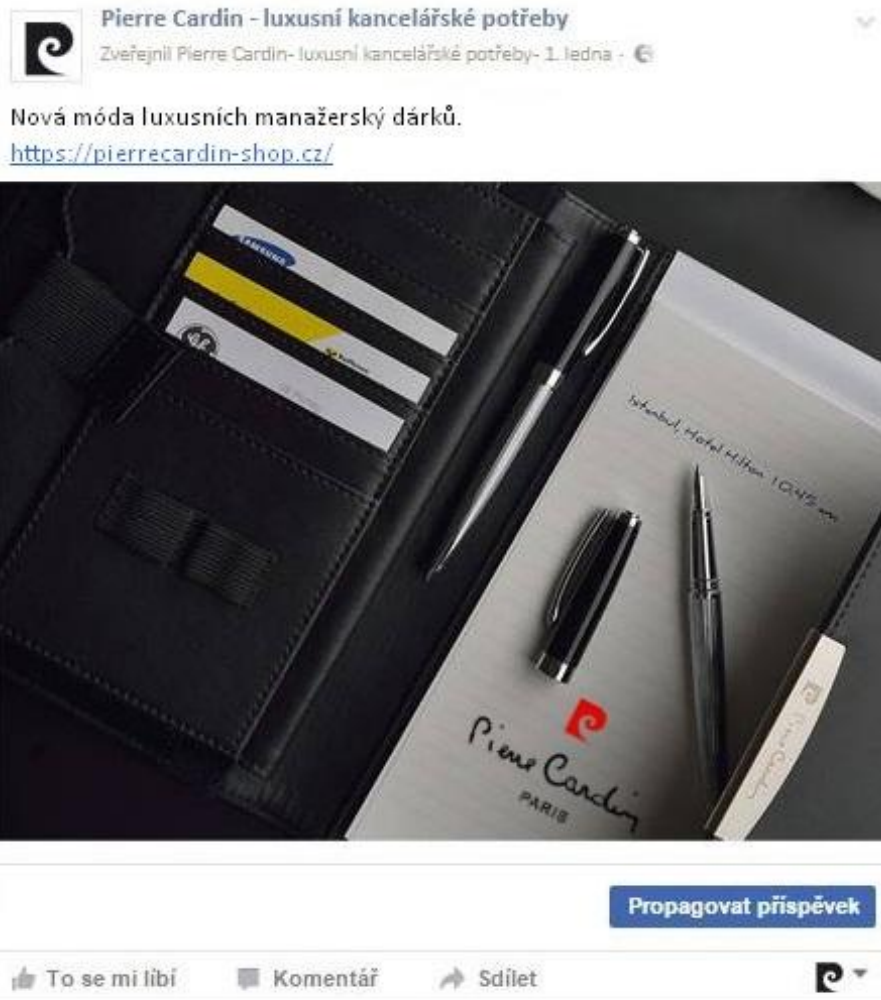 Pierre Cardin - luxusní kancelářské potřeby
Zveřejnil Pierre Cardin- luxusní kancelářské potřeby- 1. ledna ·
Nová móda luxusních manažerský dárků.
https://pierrecardin-shop.cz/
SAMSUNG
Istanbul, Hotel Hilton 10:45 am
Pierre Cardin
PARIS
Pierre Cardin
Propagovat příspěvek
To se mi líbí
Komentář
Sdílet